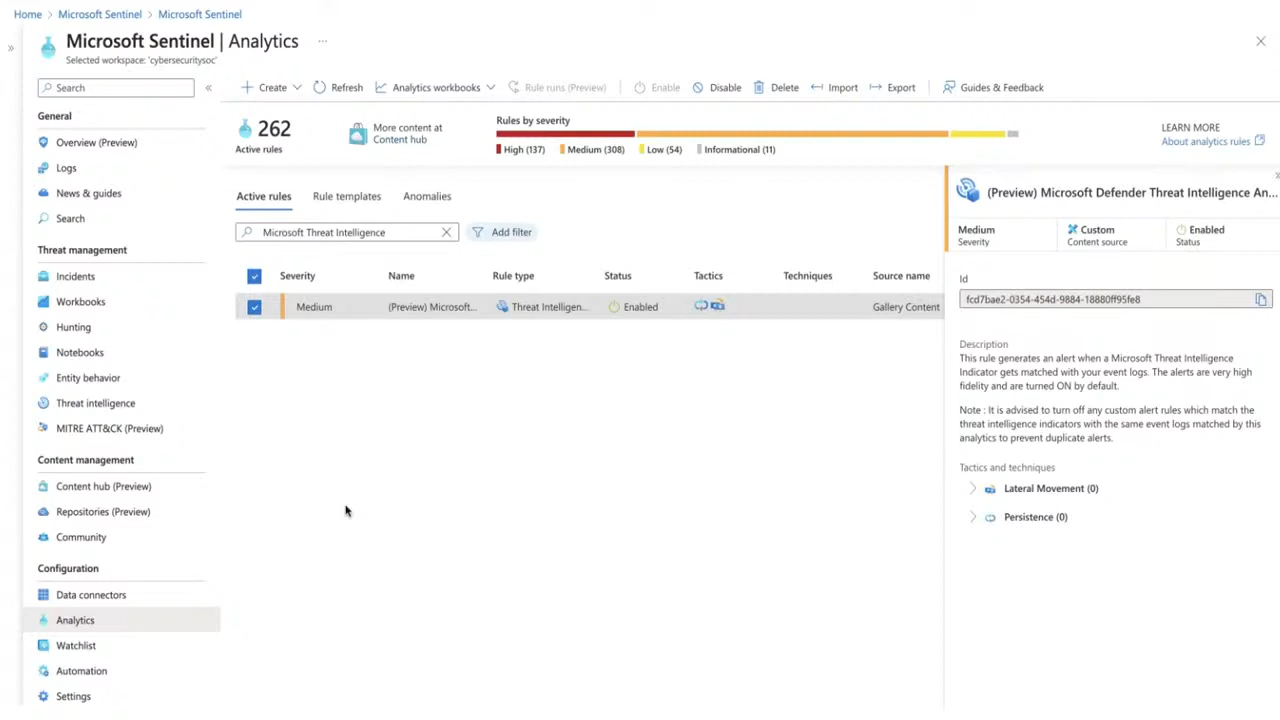 Home > Microsoft Sentinel > Microsoft Sentinel
Microsoft Sentinel | Analytics ...
Selected workspace: 'cybersecuritysoc'
Search
General
Overview (Preview)
Logs
News & guides
Search
Threat management
Incidents
Workbooks
Hunting
Notebooks
Entity behavior
Threat intelligence
MITRE ATT&CK (Preview)
Content management
Content hub (Preview)
Repositories (Preview)
Community
Configuration
Data connectors
Analytics
Watchlist
Automation
Settings
Create Refresh Analytics workbooks Rule runs (Preview) Enable Disable Delete Import Export Guides & Feedback
262
Active rules
More content at
Content hub
Rules by severity
High (137) Medium (308) Low (54) Informational (11)
LEARN MORE
About analytics rules
Active rules Rule templates Anomalies
Microsoft Threat Intelligence
Add filter
Severity Name Rule type Status Tactics Techniques Source name
Medium (Preview) Microsoft... Threat Intelligen... Enabled Gallery Content
(Preview) Microsoft Defender Threat Intelligence An...
Medium
Severity
Custom
Content source
Enabled
Status
Id
fcd7bae2-0354-454d-9884-18880ff95fe8
Description
This rule generates an alert when a Microsoft Threat Intelligence
Indicator gets matched with your event logs. The alerts are very high
fidelity and are turned ON by default.
Note : It is advised to turn off any custom alert rules which match the
threat intelligence indicators with the same event logs matched by this
analytics to prevent duplicate alerts.
Tactics and techniques
Lateral Movement (0)
Persistence (0)